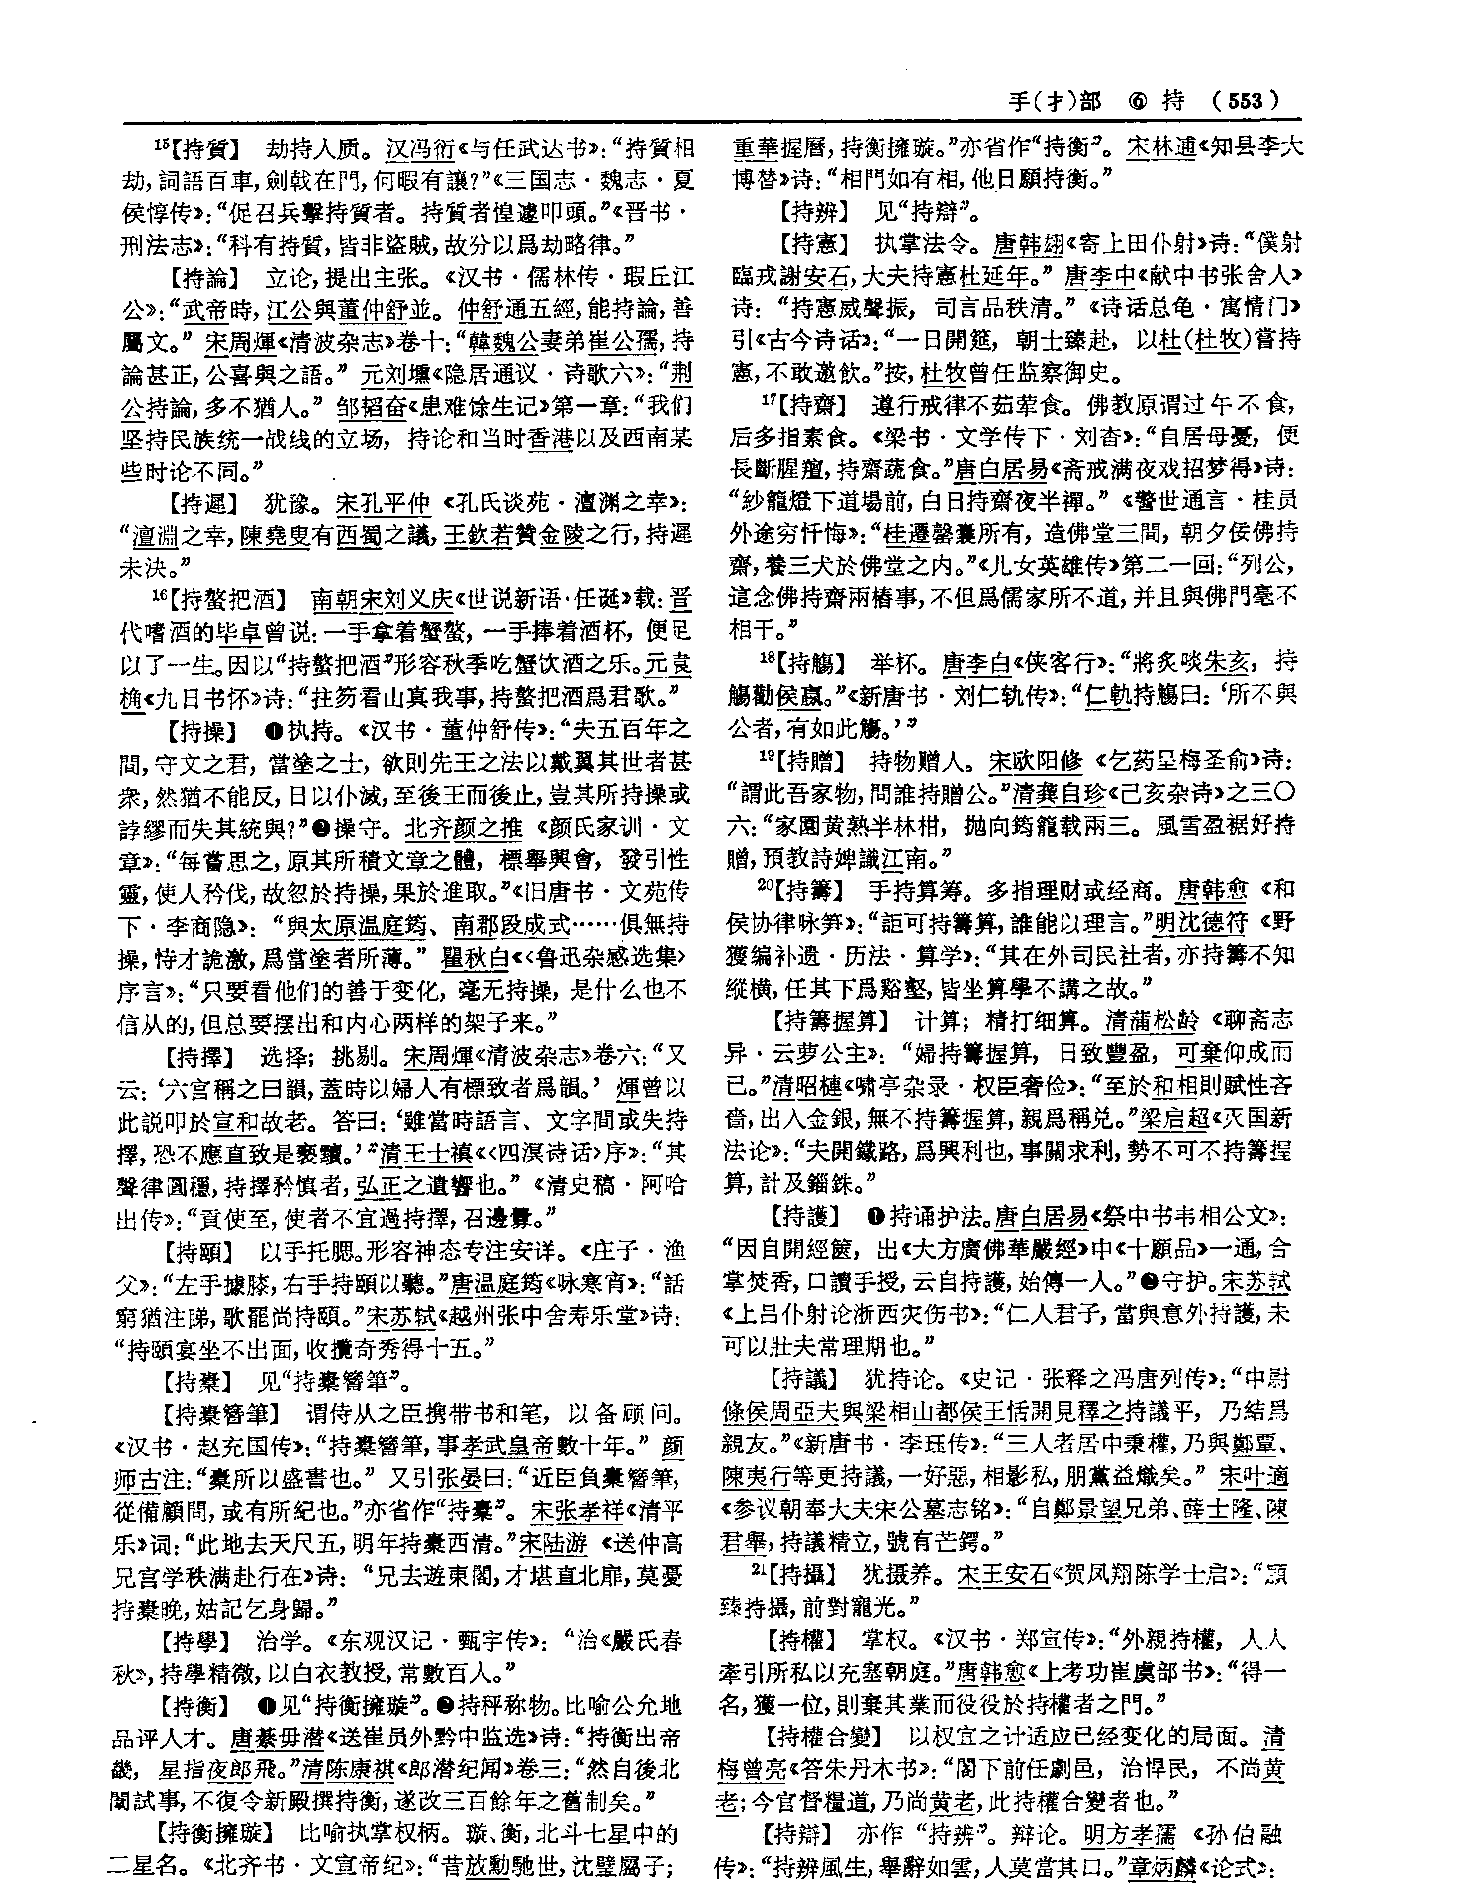 手(扌)部　⑥　持　(553)
15【持質】　劫持人质。汉冯衍《与任武达书》：“持質相
劫，詞語百車，劍戟在門，何暇有讓？”《三国志·魏志·夏
侯惇传》：“促召兵擊持質者。持質者惶遽叩頭。”《晋书·
刑法志》：“科有持質，皆非盜賊，故分以爲劫略律。”
【持論】　立论，提出主张。《汉书·儒林传·瑕丘江
公》：“武帝時，江公與董仲舒並。仲舒通五經，能持論，善
屬文。”宋周煇《清波杂志》卷十：“韓魏公妻弟崔公孺，持
論甚正，公喜與之語。”元刘壎《隐居通议·诗歌六》：“荆
公持論，多不猶人。”邹韬奋《患难馀生记》第一章：“我们
坚持民族统一战线的立场，持论和当时香港以及西南某
些时论不同。”
【持遲】　犹豫。宋孔平仲《孔氏谈苑·澶渊之幸》：
“澶淵之幸，陳堯叟有西蜀之議，王欽若贊金陵之行，持遲
未決。”
16【持螯把酒】　南朝宋刘义庆《世说新语·任诞》载：晋
代嗜酒的毕卓曾说：一手拿着蟹螯，一手捧着酒杯，便足
以了一生。因以“持螯把酒”形容秋季吃蟹饮酒之乐。元袁
桷《九日书怀》诗：“拄笏看山真我事，持螯把酒爲君歌。”
【持操】　❶执持。《汉书·董仲舒传》：“夫五百年之
間，守文之君，當塗之士，欲則先王之法以戴翼其世者甚
衆，然猶不能反，日以仆滅，至後王而後止，豈其所持操或
誖繆而失其統與？”❷操守。北齐颜之推《颜氏家训·文
章》：“每嘗思之，原其所積文章之體，標舉興會，發引性
靈，使人矜伐，故忽於持操，果於進取。”《旧唐书·文苑传
下·李商隐》：“與太原温庭筠、南郡段成式……俱無持
操，恃才詭激，爲當塗者所薄。”瞿秋白《〈鲁迅杂感选集〉
序言》：“只要看他们的善于变化，毫无持操，是什么也不
信从的，但总要摆出和内心两样的架子来。”
【持擇】　选择；挑剔。宋周煇《清波杂志》卷六：“又
云：‘六宫稱之曰韻，蓋時以婦人有標致者爲韻。’煇曾以
此説叩於宣和故老。答曰：‘雖當時語言、文字間或失持
擇，恐不應直致是褻黷。’”清王士禛《〈四溟诗话〉序》：“其
聲律圓穩，持擇矜慎者，弘正之遺響也。”《清史稿·阿哈
出传》：“貢使至，使者不宜過持擇，召邊釁。”
【持頤】　以手托腮。形容神态专注安详。《庄子·渔
父》：“左手據膝，右手持頤以聽。”唐温庭筠《咏寒宵》：“話
窮猶注睇，歌罷尚持頤。”宋苏轼《越州张中舍寿乐堂》诗：
“持頤宴坐不出面，收攬奇秀得十五。”
【持橐】　见“持橐簪筆”。
【持橐簪筆】　谓侍从之臣携带书和笔，以备顾问。
《汉书·赵充国传》：“持橐簪筆，事孝武皇帝數十年。”颜
师古注：“橐所以盛書也。”又引张晏曰：“近臣負橐簪筆，
從備顧問，或有所紀也。”亦省作“持橐”。宋张孝祥《清平
乐》词：“此地去天尺五，明年持橐西清。”宋陆游《送仲高
兄宫学秩满赴行在》诗：“兄去遊東閣，才堪直北扉，莫憂
持橐晚，姑記乞身歸。”
【持學】　治学。《东观汉记·甄宇传》：“治《嚴氏春
秋》，持學精微，以白衣教授，常數百人。”
【持衡】　❶见“持衡擁璇”。❷持秤称物。比喻公允地
品评人才。唐綦毋潜《送崔员外黔中监选》诗：“持衡出帝
畿，星指夜郎飛。”清陈康祺《郎潜纪闻》卷三：“然自後北
闈試事，不復令新殿撰持衡，遂改三百餘年之舊制矣。”
【持衡擁璇】　比喻执掌权柄。璇、衡，北斗七星中的
二星名。《北齐书·文宣帝纪》：“昔放勳馳世，沈璧屬子；
重華握曆，持衡擁璇。”亦省作“持衡”。宋林逋《知县李大
博替》诗：“相門如有相，他日願持衡。”
【持辨】　见“持辯”。
【持憲】　执掌法令。唐韩翃《寄上田仆射》诗：“僕射
臨戎謝安石，大夫持憲杜延年。”唐李中《献中书张舍人》
诗：“持憲威聲振，司言品秩清。”《诗话总龟·寓情门》
引《古今诗话》：“一日開筵，朝士臻赴，以杜(杜牧)嘗持
憲，不敢邀飲。”按，杜牧曾任监察御史。
17【持齋】　遵行戒律不茹荤食。佛教原谓过午不食，
后多指素食。《梁书·文学传下·刘杳》：“自居母憂，便
長斷腥羶，持齋蔬食。”唐白居易《斋戒满夜戏招梦得》诗：
“紗籠燈下道場前，白日持齋夜半禪。”《警世通言·桂员
外途穷忏悔》：“桂遷罄囊所有，造佛堂三間，朝夕佞佛持
齋，養三犬於佛堂之内。”《儿女英雄传》第二一回：“列公，
這念佛持齋兩樁事，不但爲儒家所不道，并且與佛門毫不
相干。”
18【持觴】　举杯。唐李白《侠客行》：“將炙啖朱亥，持
觴勸侯嬴。”《新唐书·刘仁轨传》：“仁軌持觴曰：‘所不與
公者，有如此觴。’”
19【持贈】　持物赠人。宋欧阳修《乞药呈梅圣俞》诗：
“謂此吾家物，問誰持贈公。”清龚自珍《己亥杂诗》之三〇
六：“家園黄熟半林柑，抛向筠籠载兩三。風雪盈裾好持
贈，預教詩婢識江南。”
20【持籌】　手持算筹。多指理财或经商。唐韩愈《和
侯协律咏笋》：“詎可持籌算，誰能以理言。”明沈德符《野
獲编补遗·历法·算学》：“其在外司民社者，亦持籌不知
縱横，任其下爲谿壑，皆坐算學不講之故。”
【持籌握算】　计算；精打细算。清蒲松龄《聊斋志
异·云萝公主》：“婦持籌握算，日致豐盈，可棄仰成而
已。”清昭槤《啸亭杂录·权臣奢俭》：“至於和相則賦性吝
嗇，出入金銀，無不持籌握算，親爲稱兑。”梁启超《灭国新
法论》：“夫開鐵路，爲興利也，事關求利，勢不可不持籌握
算，計及錙銖。”
【持護】　❶持诵护法。唐白居易《祭中书韦相公文》：
“因自開經篋，出《大方廣佛華嚴經》中《十願品》一通，合
掌焚香，口讀手授，云自持護，始傳一人。”❷守护。宋苏轼
《上吕仆射论浙西灾伤书》：“仁人君子，當與意外持護，未
可以壯夫常理期也。”
【持議】　犹持论。《史记·张释之冯唐列传》：“中尉
條侯周亞夫與梁相山都侯王恬開見釋之持議平，乃結爲
親友。”《新唐书·李珏传》：“三人者居中秉權，乃與鄭覃、
陳夷行等更持議，一好惡，相影私，朋黨益熾矣。”宋叶適
《参议朝奉大夫宋公墓志铭》：“自鄭景望兄弟、薛士隆、陳
君舉，持議精立，號有芒鍔。”
21【持攝】　犹摄养。宋王安石《贺凤翔陈学士启》：“願
臻持攝，前對寵光。”
【持權】　掌权。《汉书·郑宣传》：“外親持權，人人
牽引所私以充塞朝庭。”唐韩愈《上考功崔虞部书》：“得一
名，獲一位，則棄其業而役役於持權者之門。”
【持權合變】　以权宜之计适应已经变化的局面。清
梅曾亮《答朱丹木书》：“閣下前任劇邑，治悍民，不尚黄
老；今官督糧道，乃尚黄老，此持權合變者也。”
【持辯】　亦作“持辨”。辩论。明方孝孺《孙伯融
传》：“持辨風生，舉辭如雲，人莫當其口。”章炳麟《论式》：